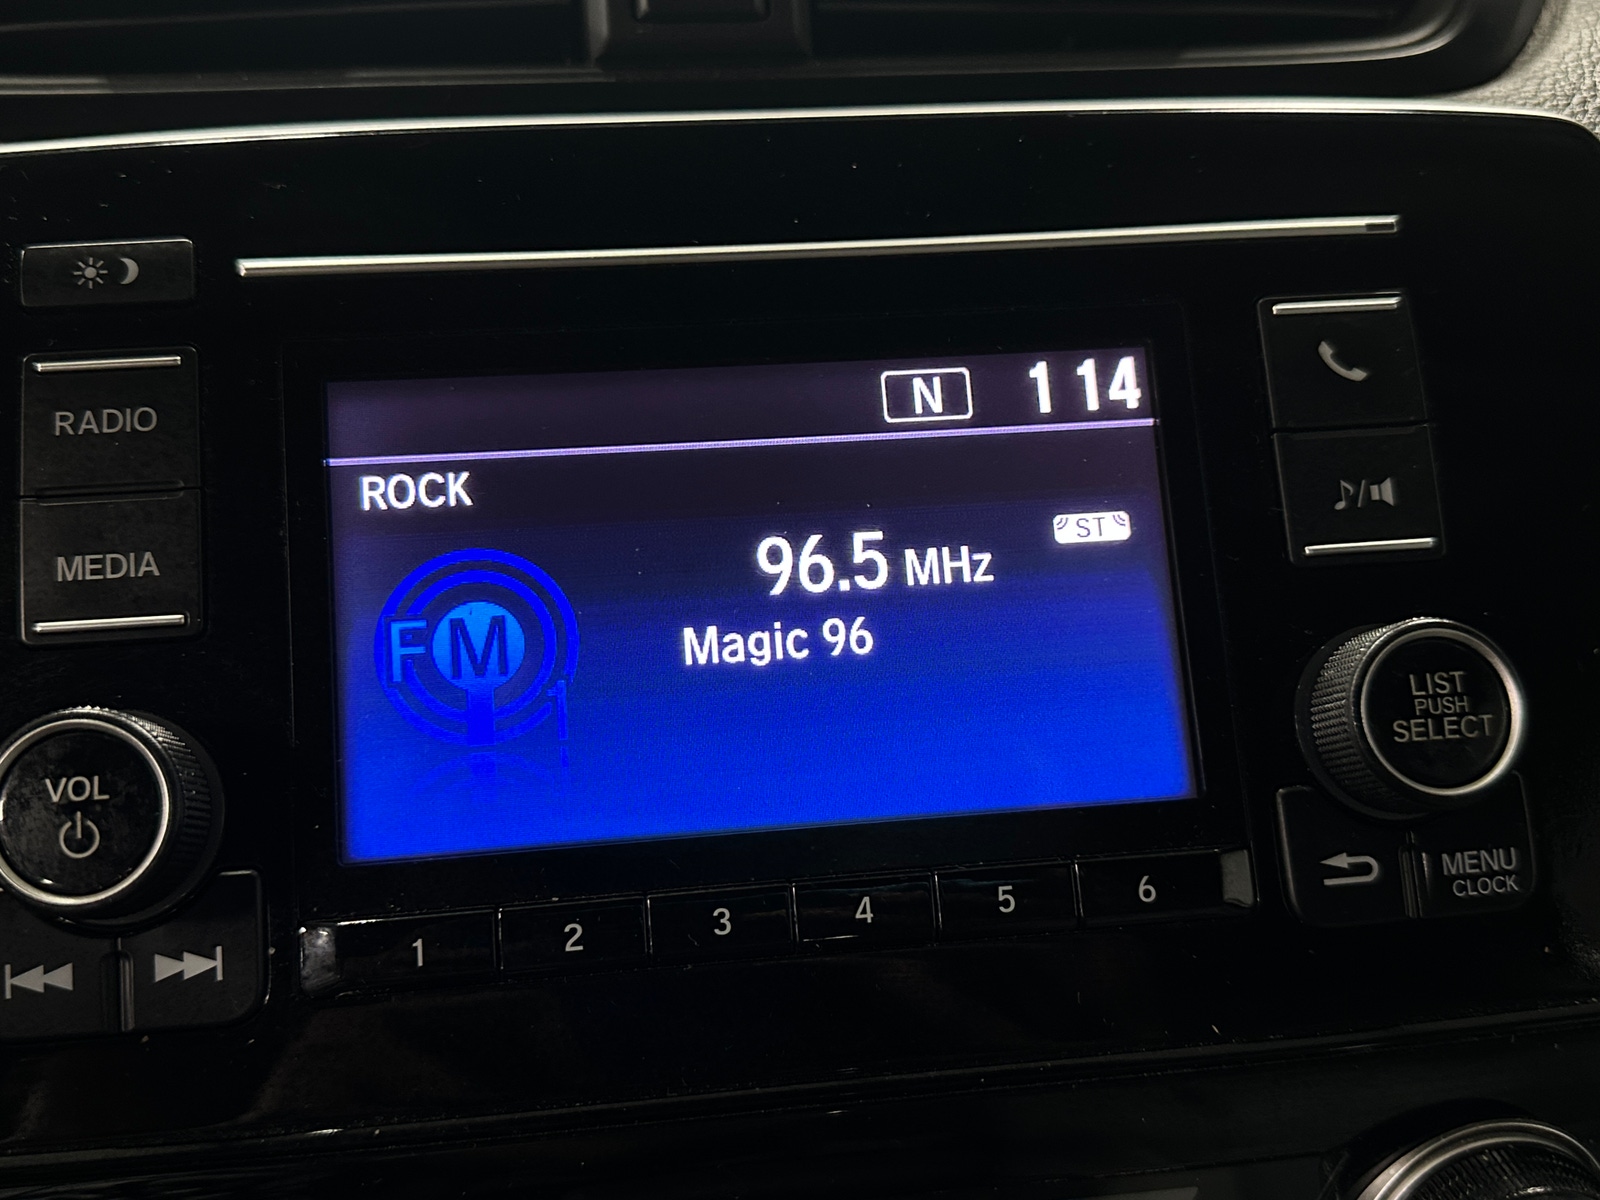 N 1 14
RADIO
ROCK
ST
96.5 MHz
MEDIA
Magic 96
FM
1
LIST
PUSH
SELECT
VOL
MENU
CLOCK
1 2 3 4 5 6